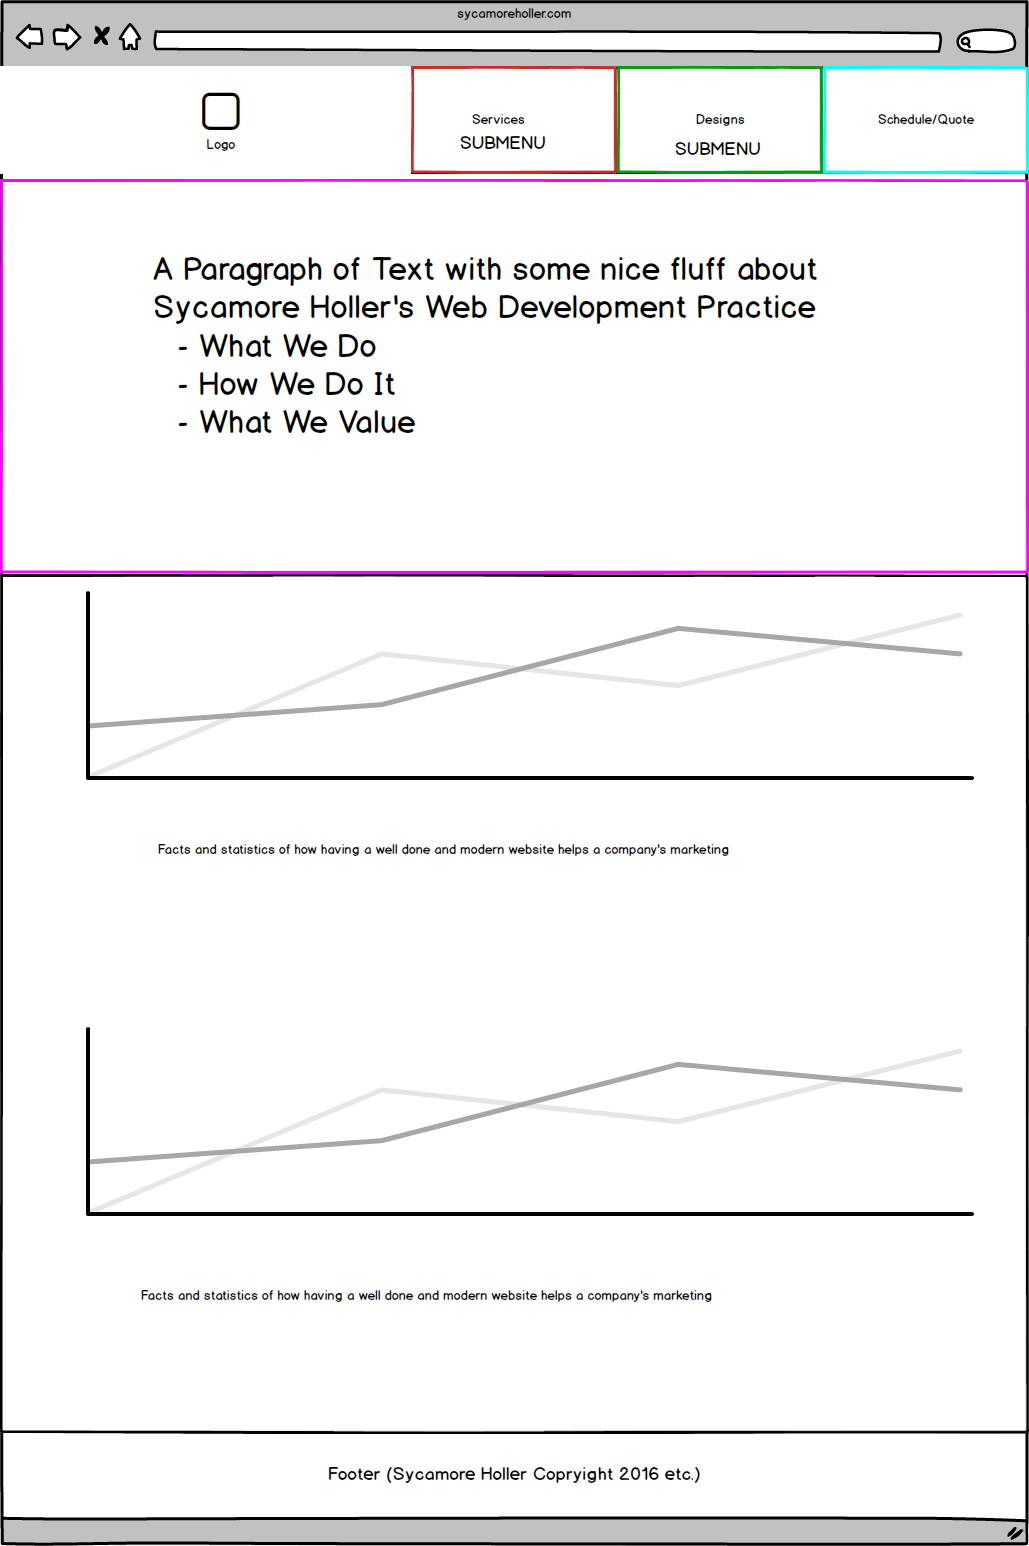 sycamoreholler.com
Logo
Services
SUBMENU
Designs
SUBMENU
Schedule/Quote
A Paragraph of Text with some nice fluff about
Sycamore Holler's Web Development Practice
- What We Do
- How We Do It
- What We Value
Facts and statistics of how having a well done and modern website helps a company's marketing
Facts and statistics of how having a well done and modern website helps a company's marketing
Footer (Sycamore Holler Copryight 2016 etc.)